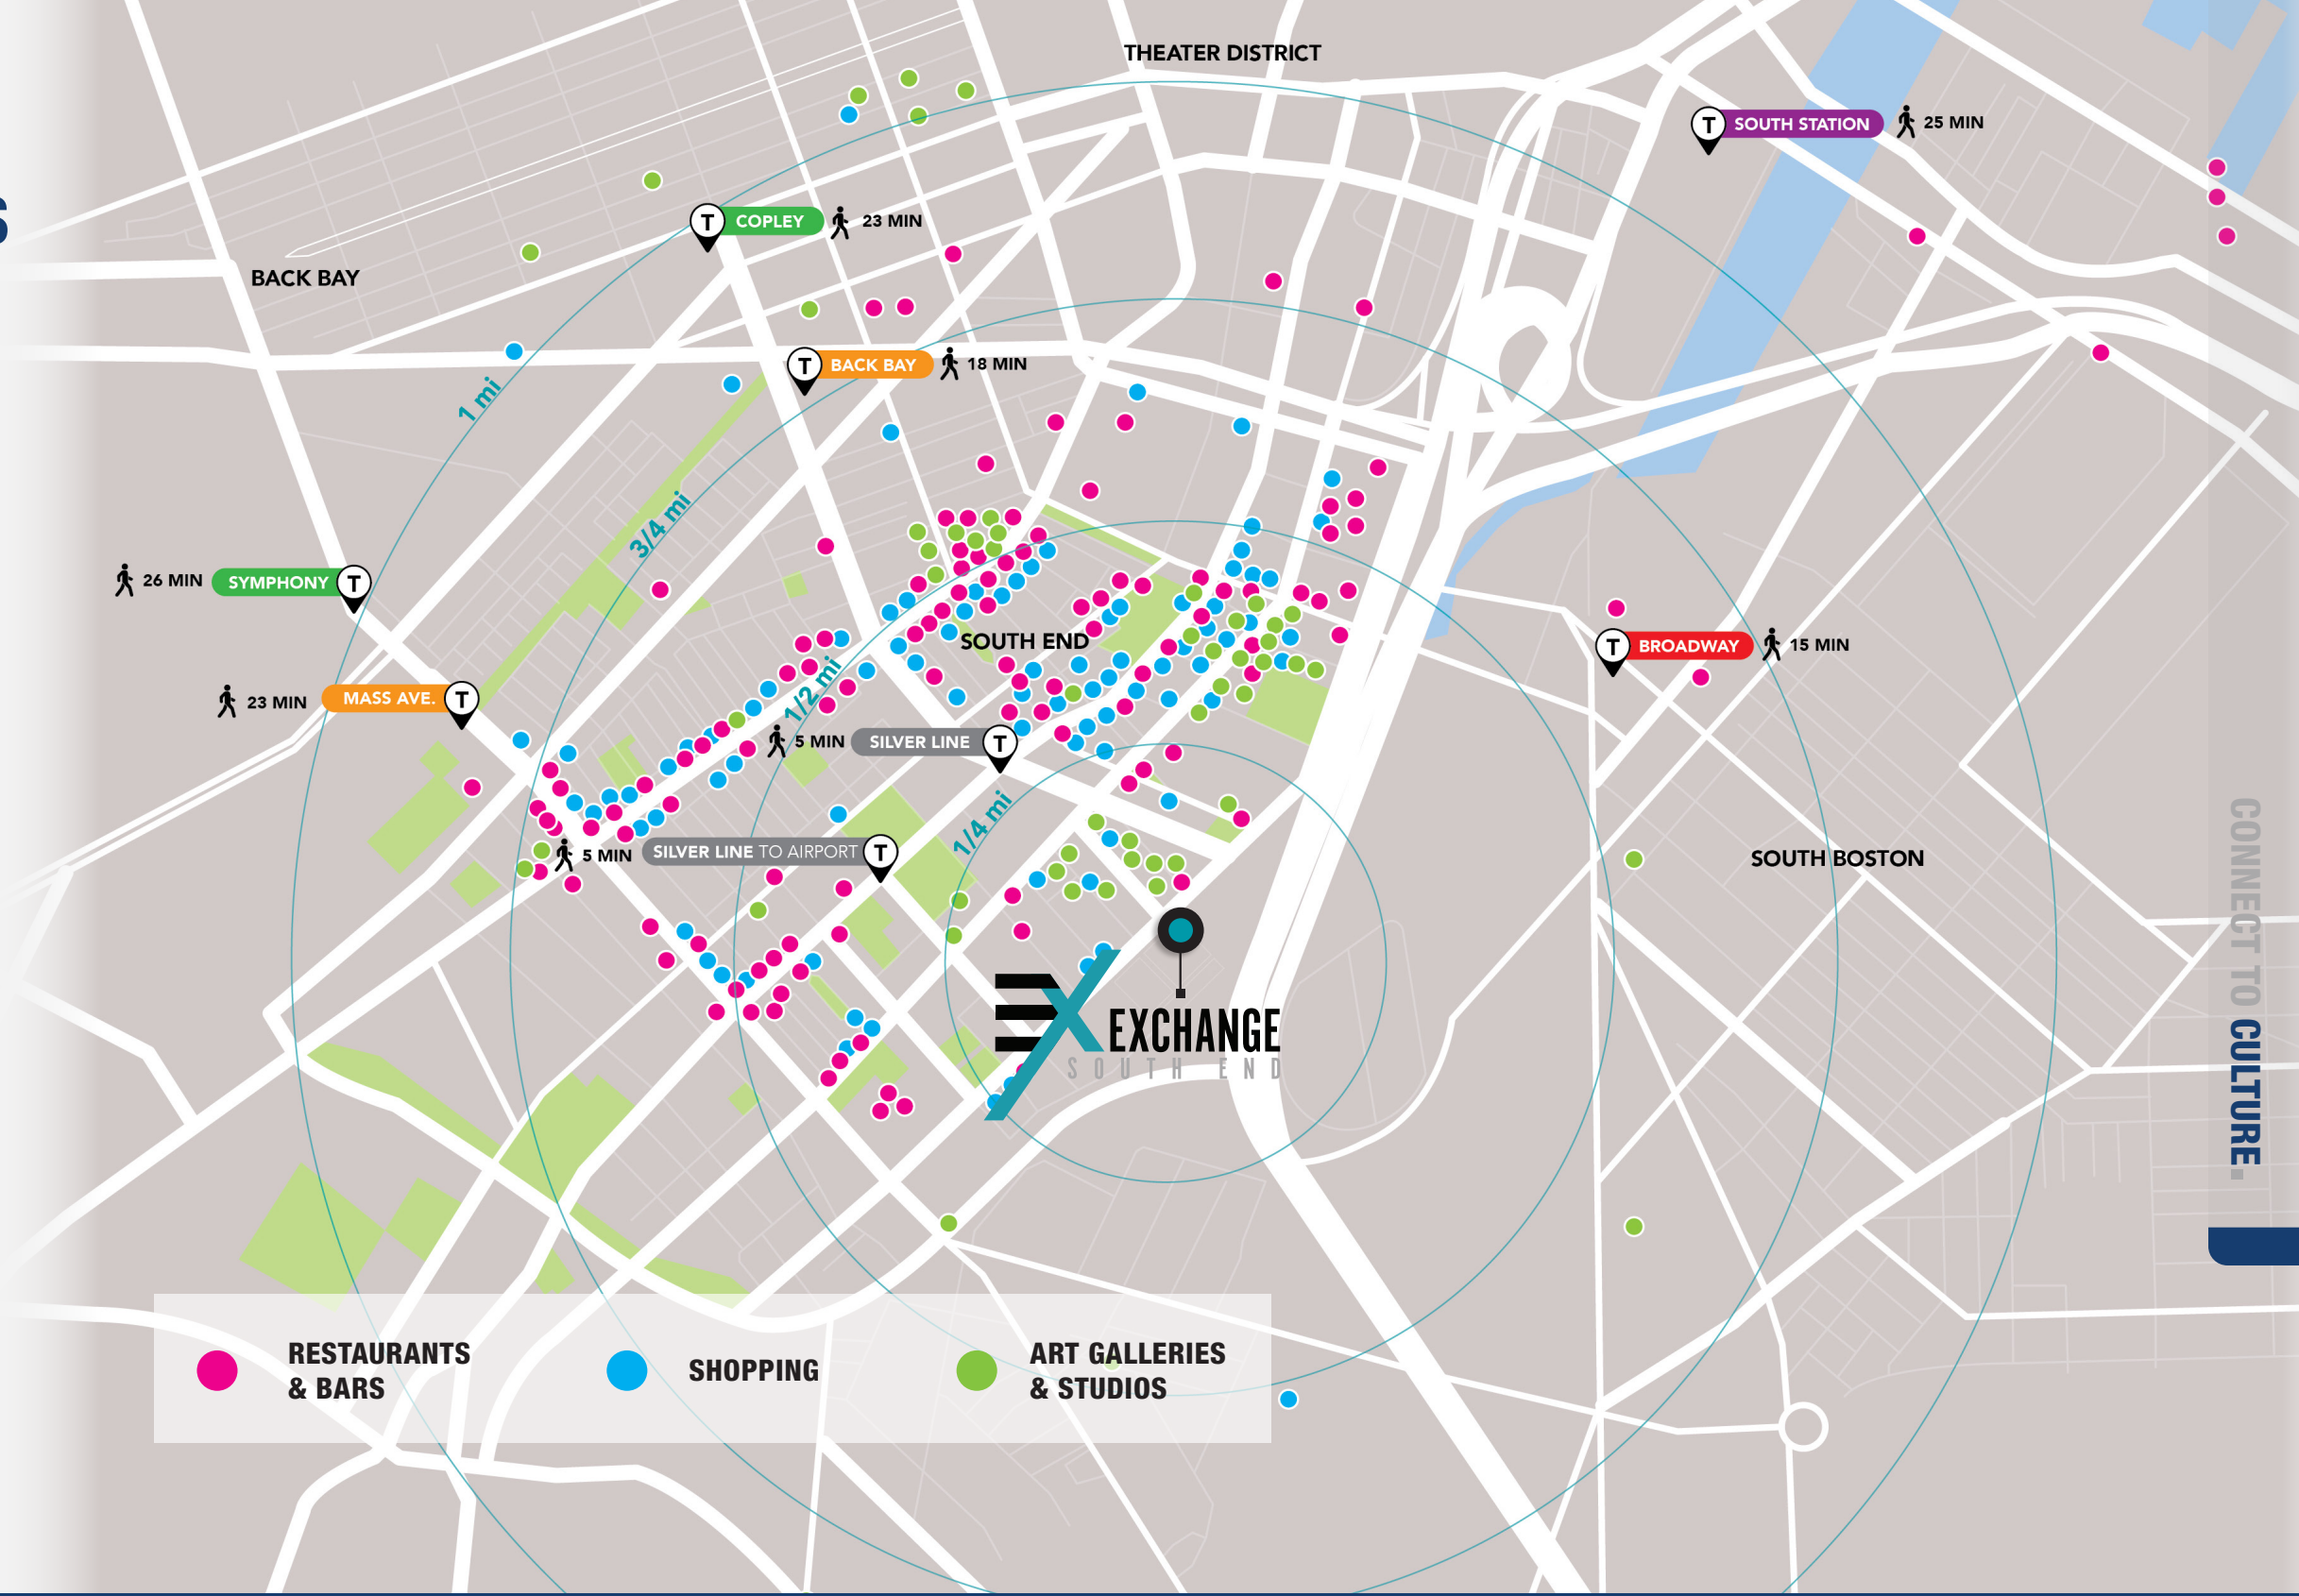 THEATER DISTRICT
T SOUTH STATION 25 MIN
S
T COPLEY 23 MIN
BACK BAY
T BACK BAY 18 MIN
1 mi
3/4 mi
26 MIN SYMPHONY T
SOUTH END
T BROADWAY 15 MIN
23 MIN MASS AVE. T
1/2 mi
5 MIN SILVER LINE T
1/4 mi
5 MIN SILVER LINE TO AIRPORT T
SOUTH BOSTON
CONNECT TO CULTURE.
EX EXCHANGE
SOUTH END
RESTAURANTS
& BARS
SHOPPING
ART GALLERIES
& STUDIOS